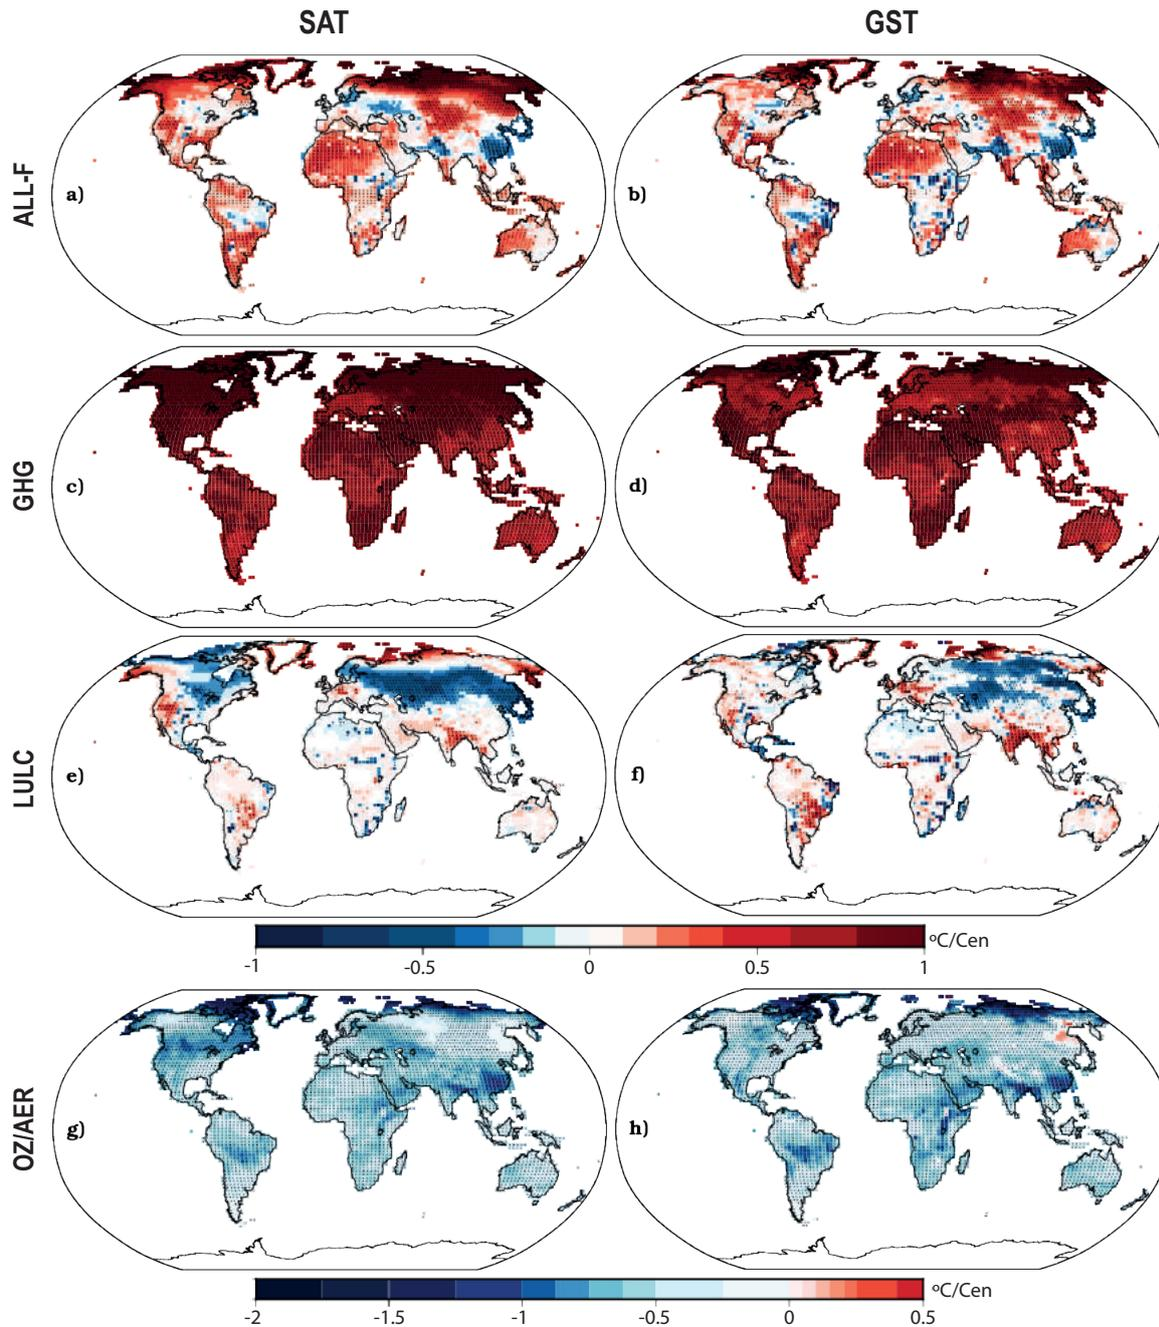 SAT GST
ALL-F
a) b)
GHG
c) d)
LULC
e) f)
ºC/Cen
-1 -0.5 0 0.5 1
OZ/AER
g) h)
ºC/Cen
-2 -1.5 -1 -0.5 0 0.5